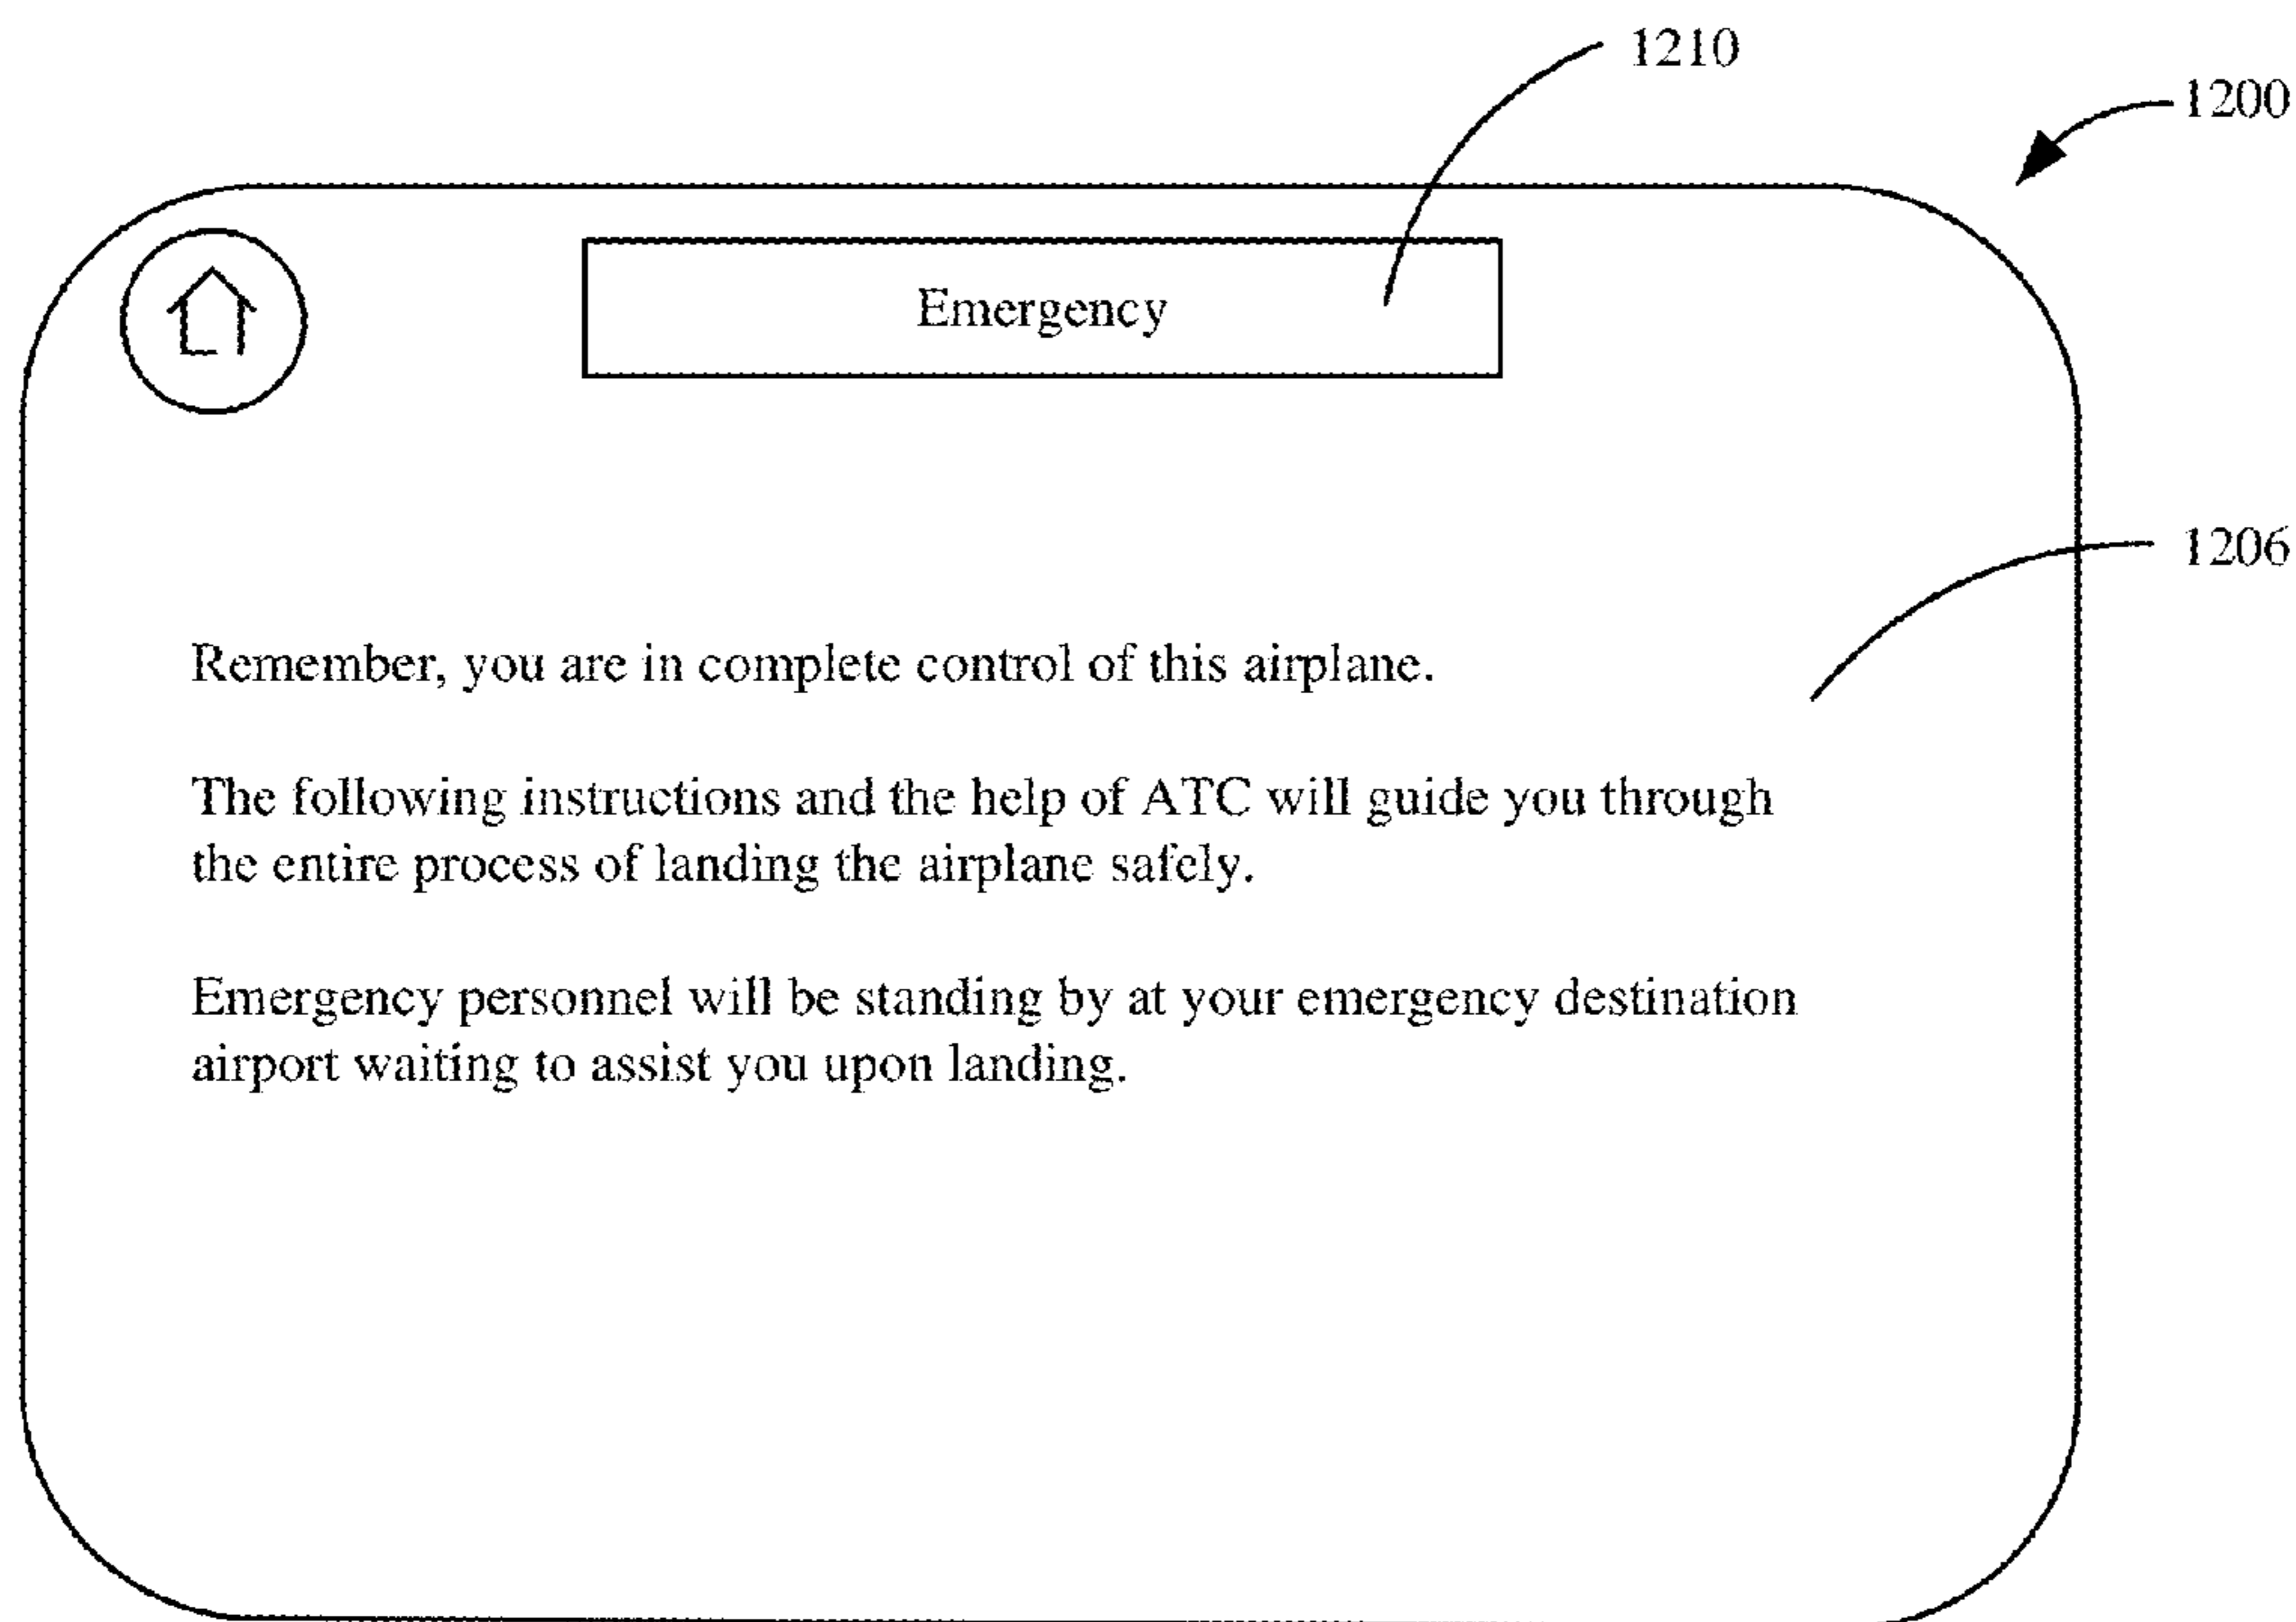 1210
1200
Emergency
1206
Remember, you are in complete control of this airplane.
The following instructions and the help of ATC will guide you through
the entire process of landing the airplane safely.
Emergency personnel will be standing by at your emergency destination
airport waiting to assist you upon landing.